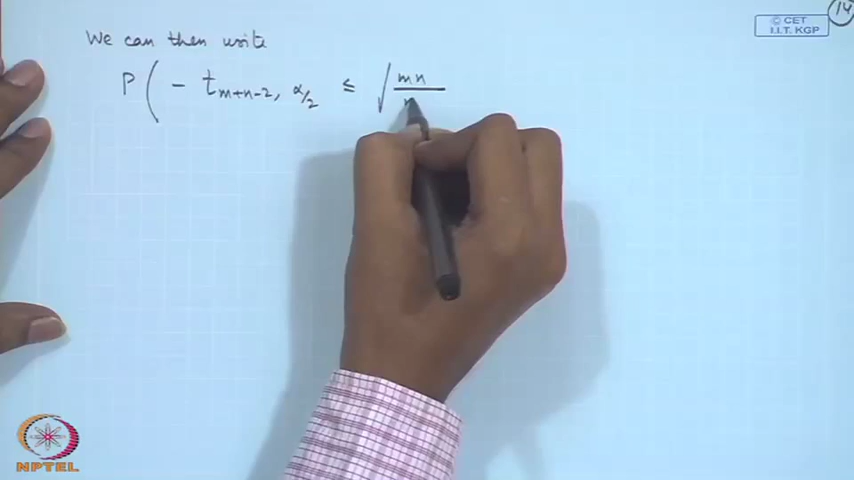 © CET
I.I.T. KGP
14
We can then write
P ( - t_{m+n-2, α/2} ≤ √ mn
NPTEL